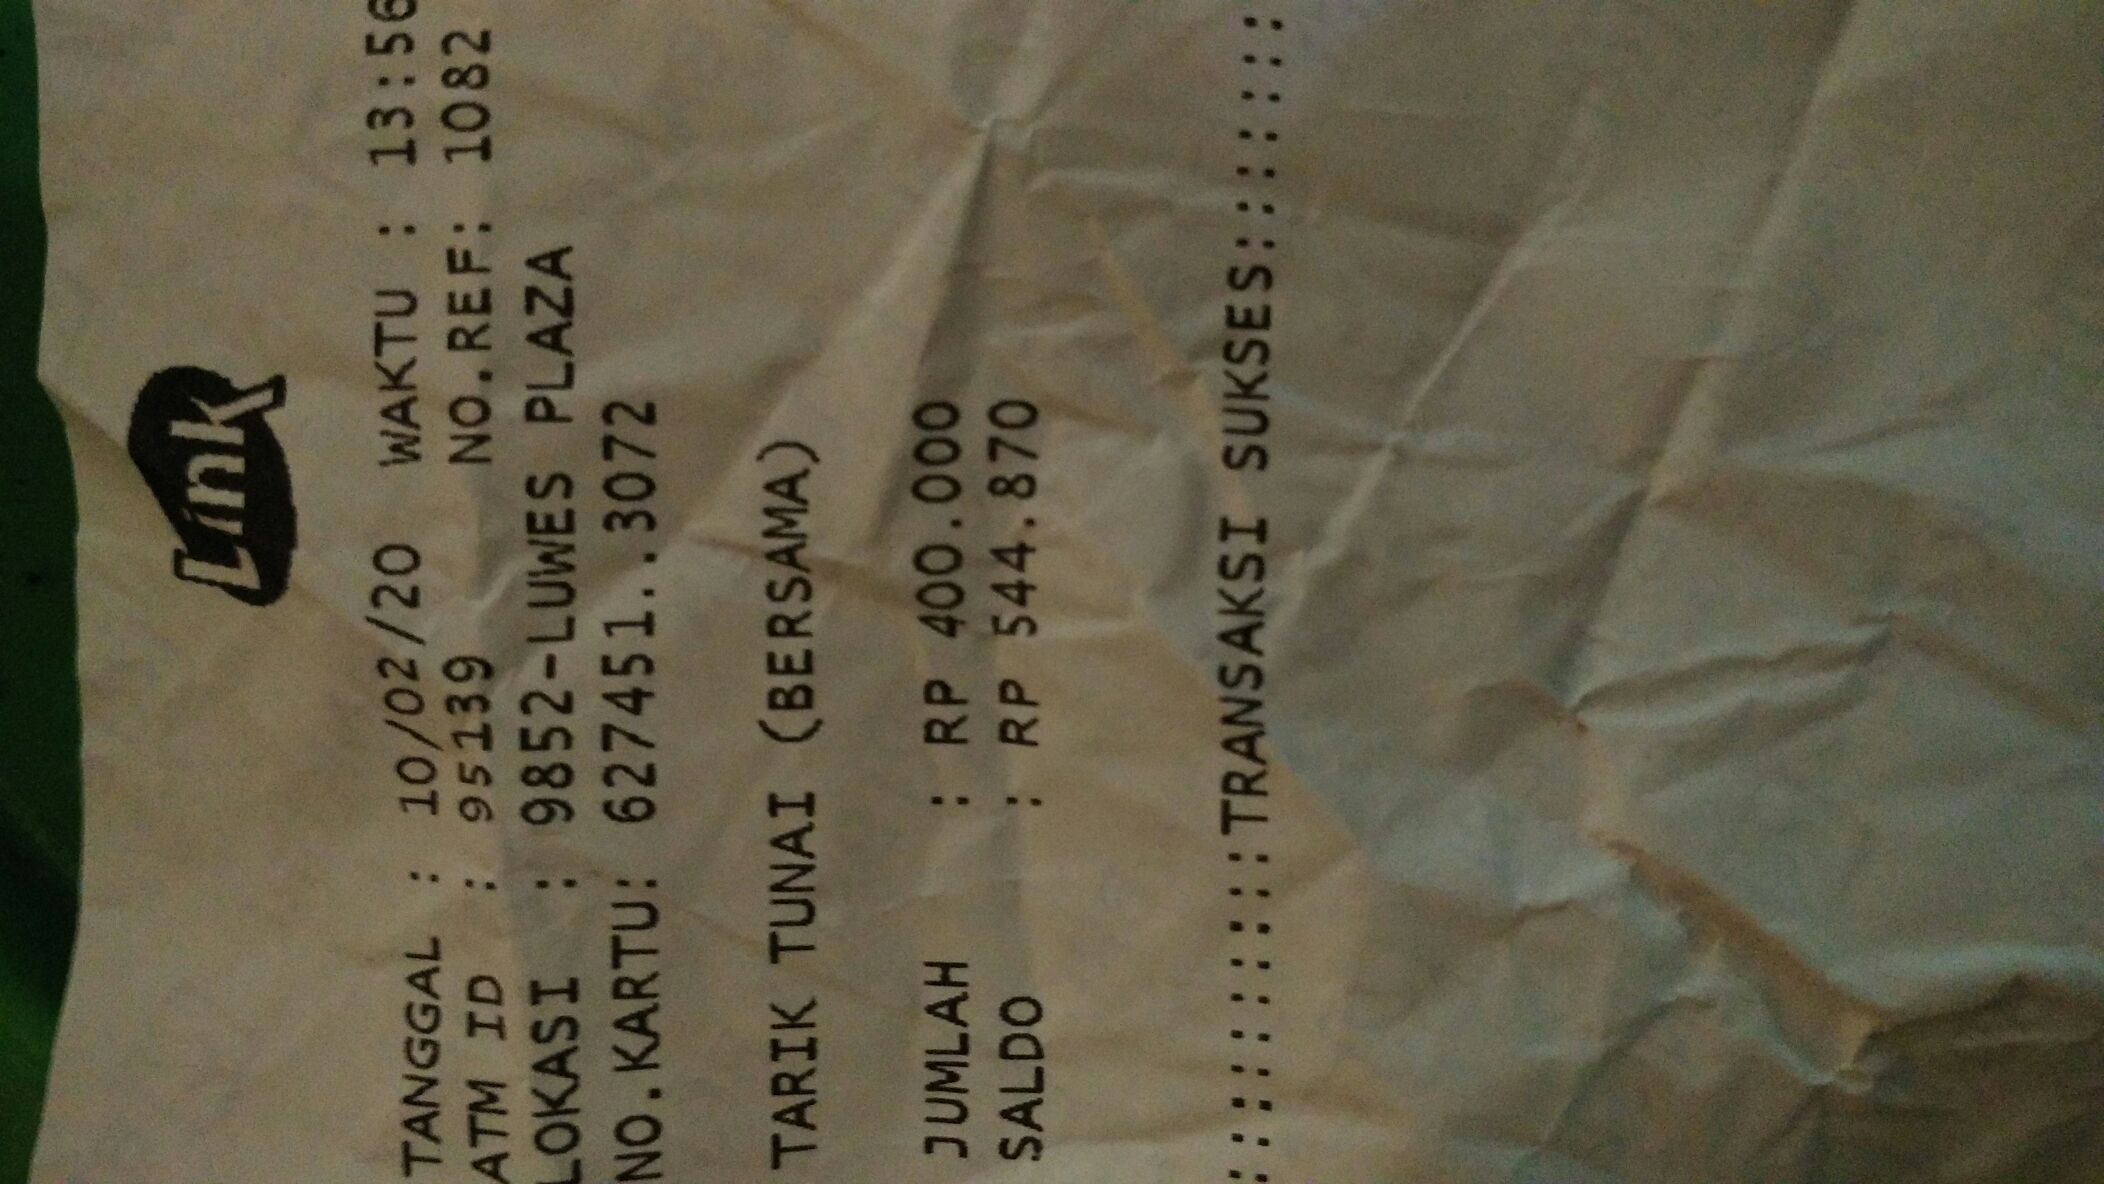 Link
TANGGAL : 10/02/20 WAKTU : 13:56
ATM ID : 95139 NO.REF: 1082
LOKASI : 9852-LUWES PLAZA
NO.KARTU: 627451..3072
TARIK TUNAI (BERSAMA)
JUMLAH : RP 400.000
SALDO : RP 544.870
:::::::::::TRANSAKSI SUKSES:::::::::